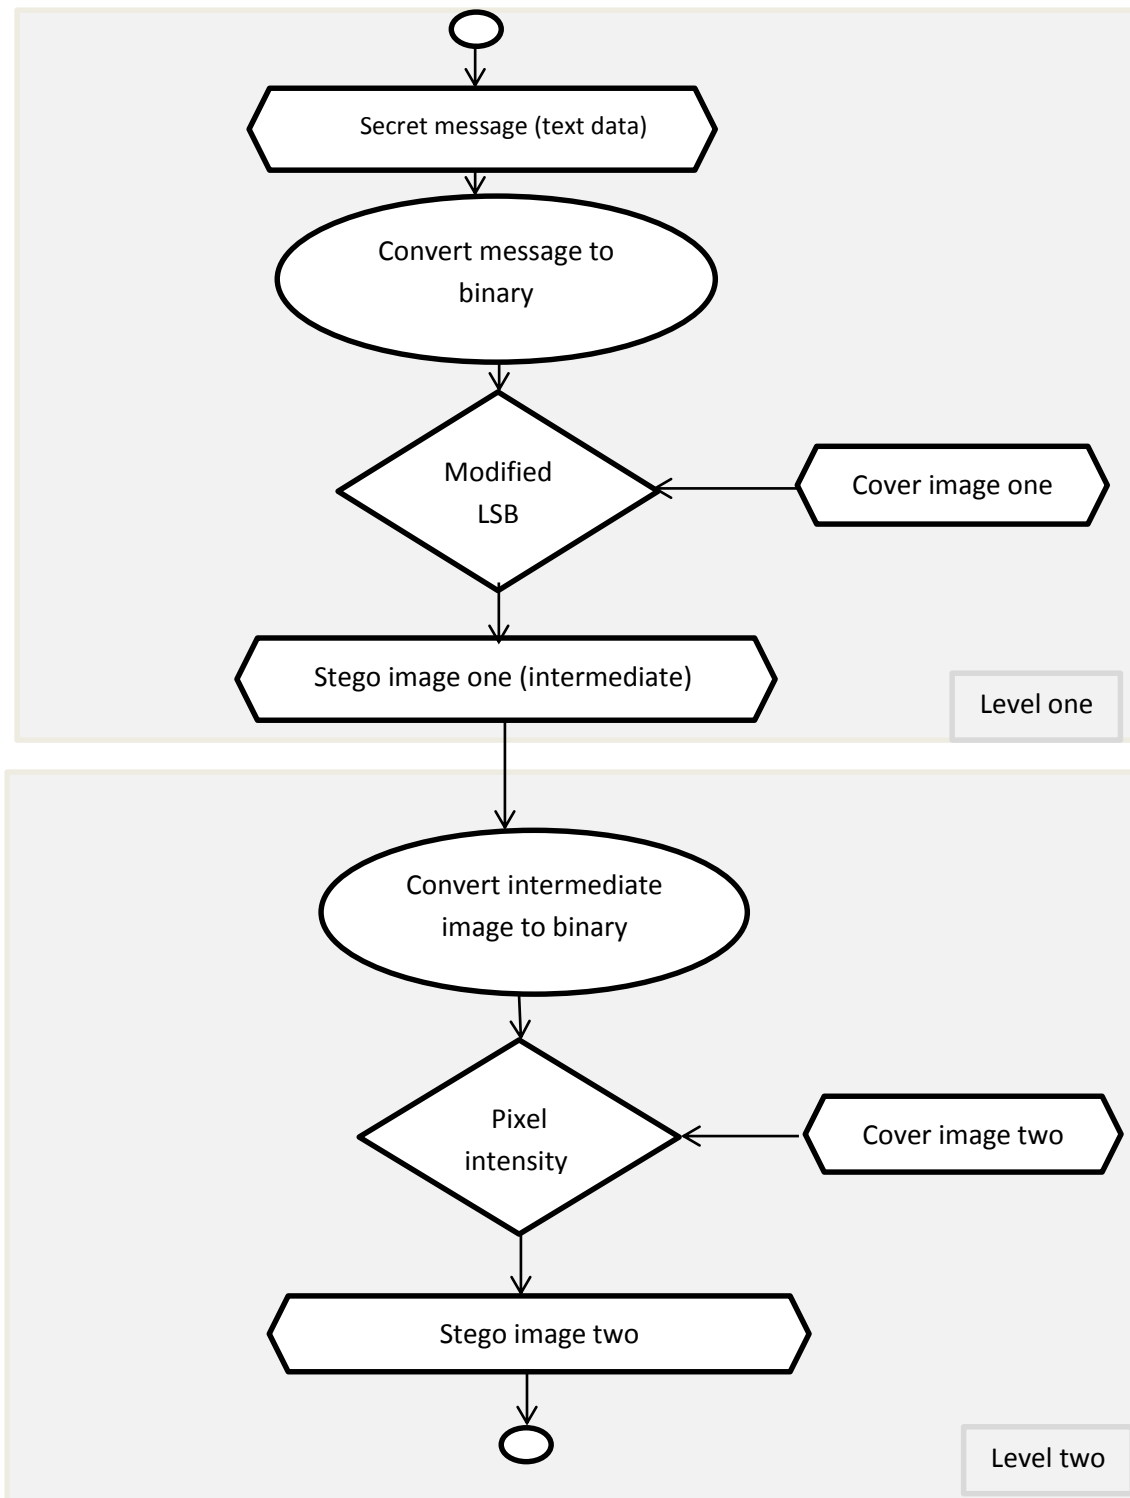 Secret message (text data)
Convert message to
binary
Modified
LSB
Cover image one
Stego image one (intermediate)
Level one
Convert intermediate
image to binary
Pixel
intensity
Cover image two
Stego image two
Level two